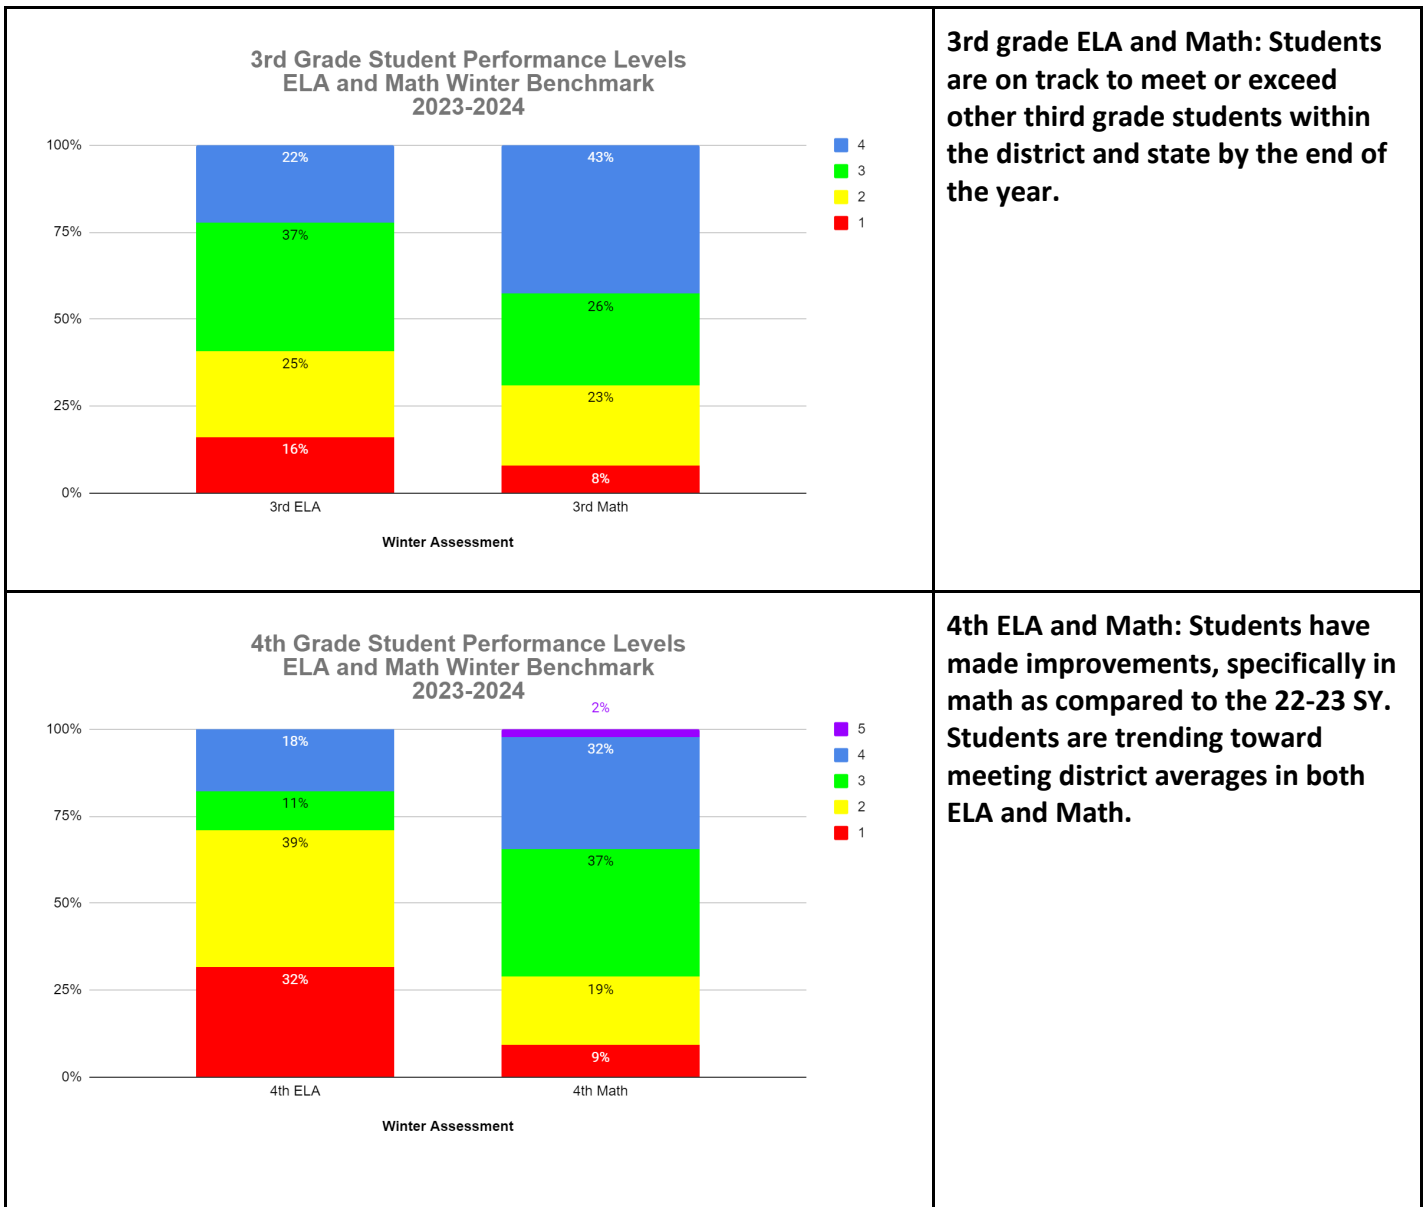 3rd Grade Student Performance Levels
ELA and Math Winter Benchmark
2023-2024
100%
75%
50%
25%
0%
22%
37%
25%
16%
43%
26%
23%
8%
3rd ELA
3rd Math
Winter Assessment
4
3
2
1
3rd grade ELA and Math: Students
are on track to meet or exceed
other third grade students within
the district and state by the end of
the year.
4th Grade Student Performance Levels
ELA and Math Winter Benchmark
2023-2024
100%
75%
50%
25%
0%
18%
11%
39%
32%
2%
32%
37%
19%
9%
4th ELA
4th Math
Winter Assessment
5
4
3
2
1
4th ELA and Math: Students have
made improvements, specifically in
math as compared to the 22-23 SY.
Students are trending toward
meeting district averages in both
ELA and Math.